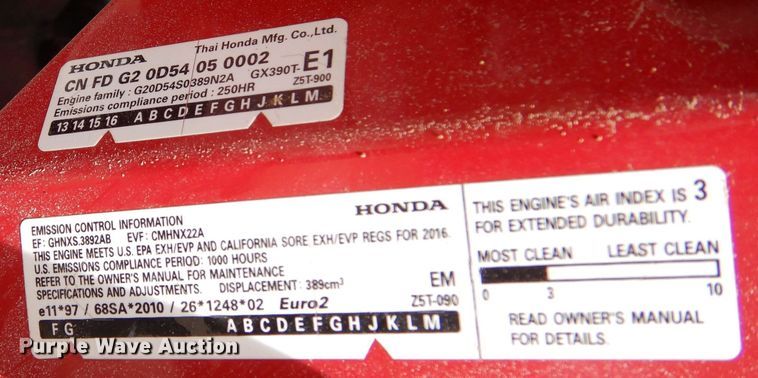 HONDA Thai Honda Mfg. Co.,Ltd.
CN FD G2 0D54 05 0002
Engine family : G20D54S0389N2A GX390T- E1
Emissions compliance period : 250HR Z5T-900
13 14 15 16 A B C D E F G H J K L M
HONDA
EMISSION CONTROL INFORMATION
EF: GHNXS.3892AB EVF: CMHNX22A
THIS ENGINE MEETS U.S. EPA EXH/EVP AND CALIFORNIA SORE EXH/EVP REGS FOR 2016.
U.S. EMISSIONS COMPLIANCE PERIOD: 1000 HOURS
REFER TO THE OWNER'S MANUAL FOR MAINTENANCE
SPECIFICATIONS AND ADJUSTMENTS. DISPLACEMENT: 389cm³ EM
e11*97 / 68SA*2010 / 26*1248*02 Euro2 Z5T-090
F G A B C D E F G H J K L M
THIS ENGINE'S AIR INDEX IS 3
FOR EXTENDED DURABILITY.
MOST CLEAN LEAST CLEAN
0 3 10
READ OWNER'S MANUAL
FOR DETAILS.
Purple Wave Auction